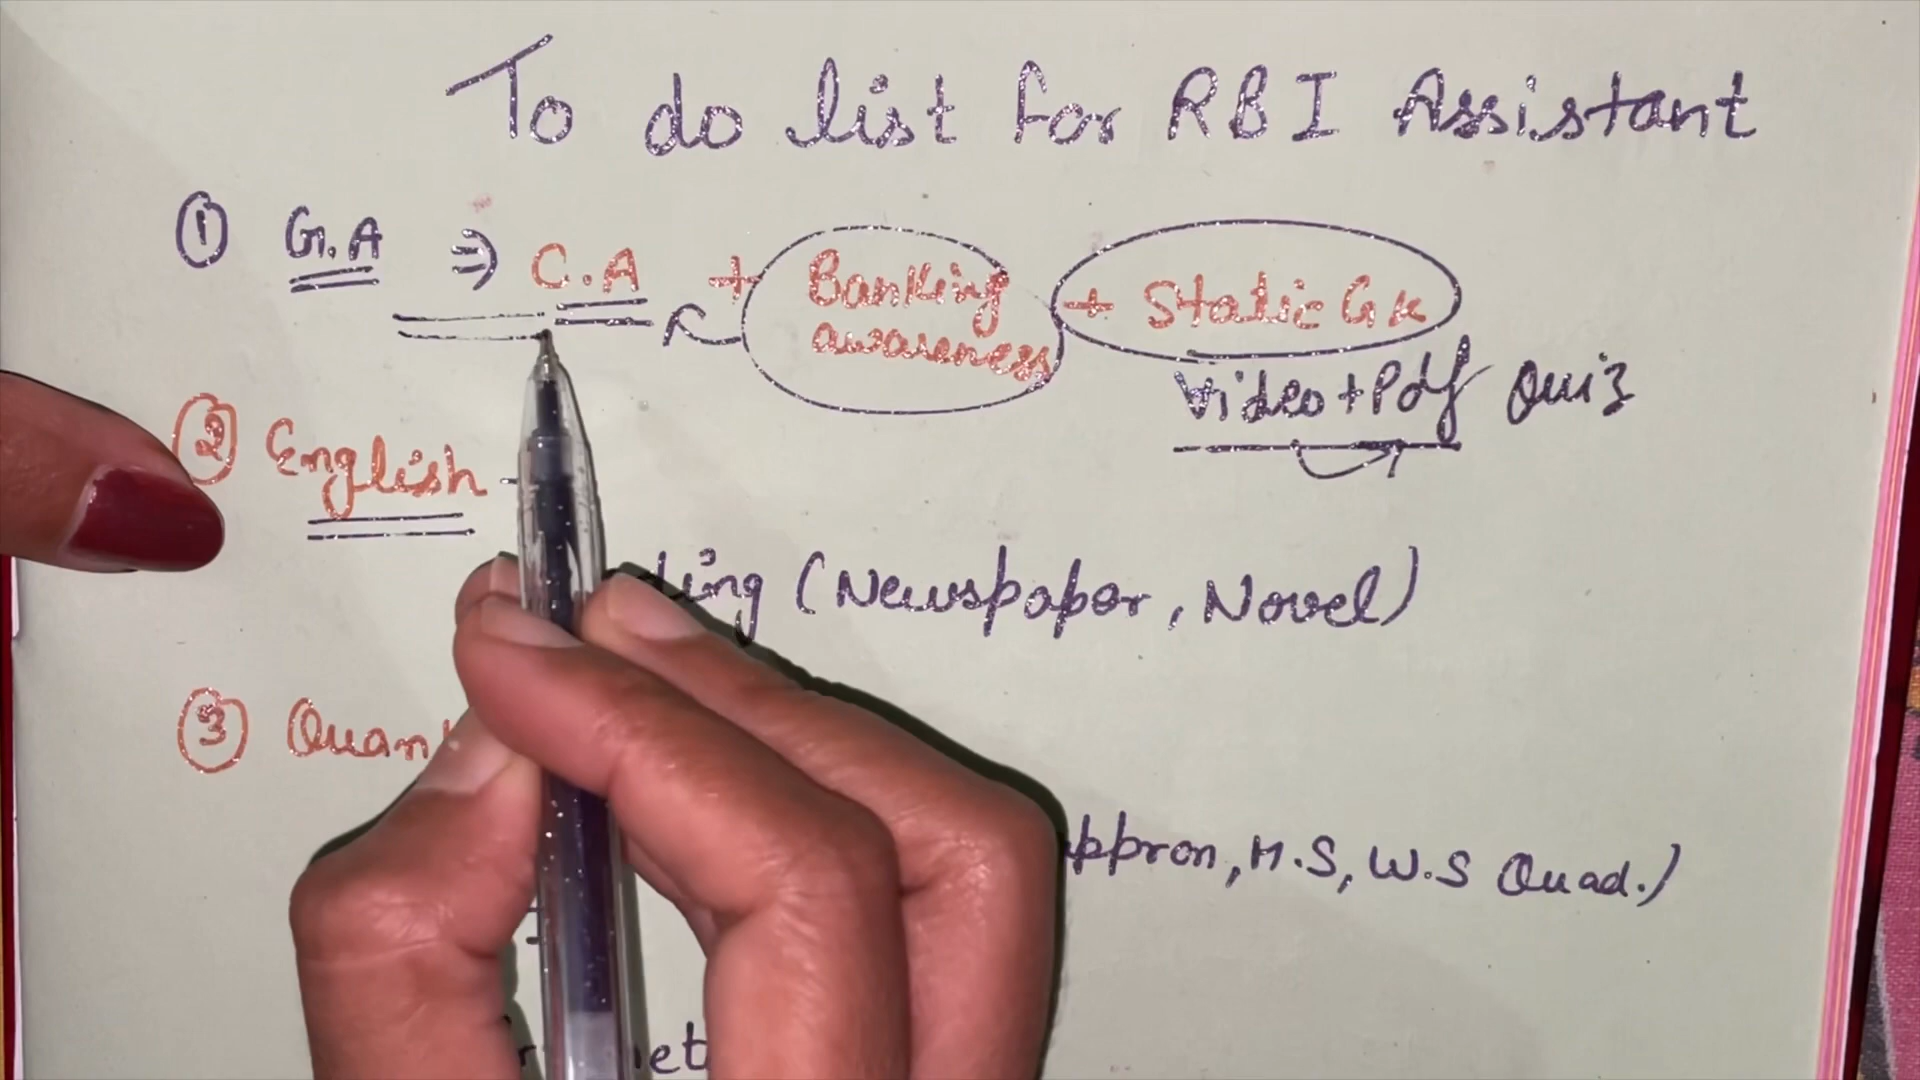 To do list for RBI Assistant
① G.A ⇒ C.A + Banking awareness + Static Gk
Video + Pdf Quiz
② English
(Newspaper, Novel)
③
H.S, W.S Quad.)